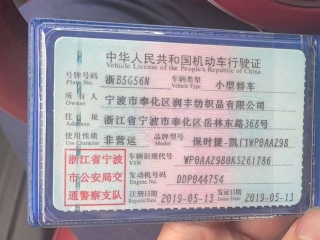 中华人民共和国机动车行驶证
Vehicle License of the People's Republic of China
号牌号码 浙B5G56N 车辆类型 小型轿车
Plate No. Vehicle Type
所有人 宁波市奉化区润丰纺织品有限公司
Owner
住址 浙江省宁波市奉化区岳林东路368号
Address
使用性质 非营运 品牌型号 保时捷-凯门WP0AA298
Use Character Model
浙江省宁波市公安局交通警察支队
车辆识别代号 WP0AA2980KS261786
VIN
发动机号码 DDP044754
Engine No.
注册日期 2019-05-13 发证日期 2019-05-13
Register Date Issue Date